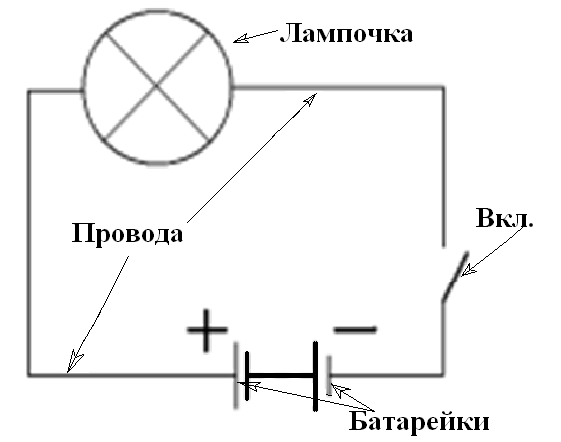 Лампочка
Вкл.
Провода
+ −
Батарейки